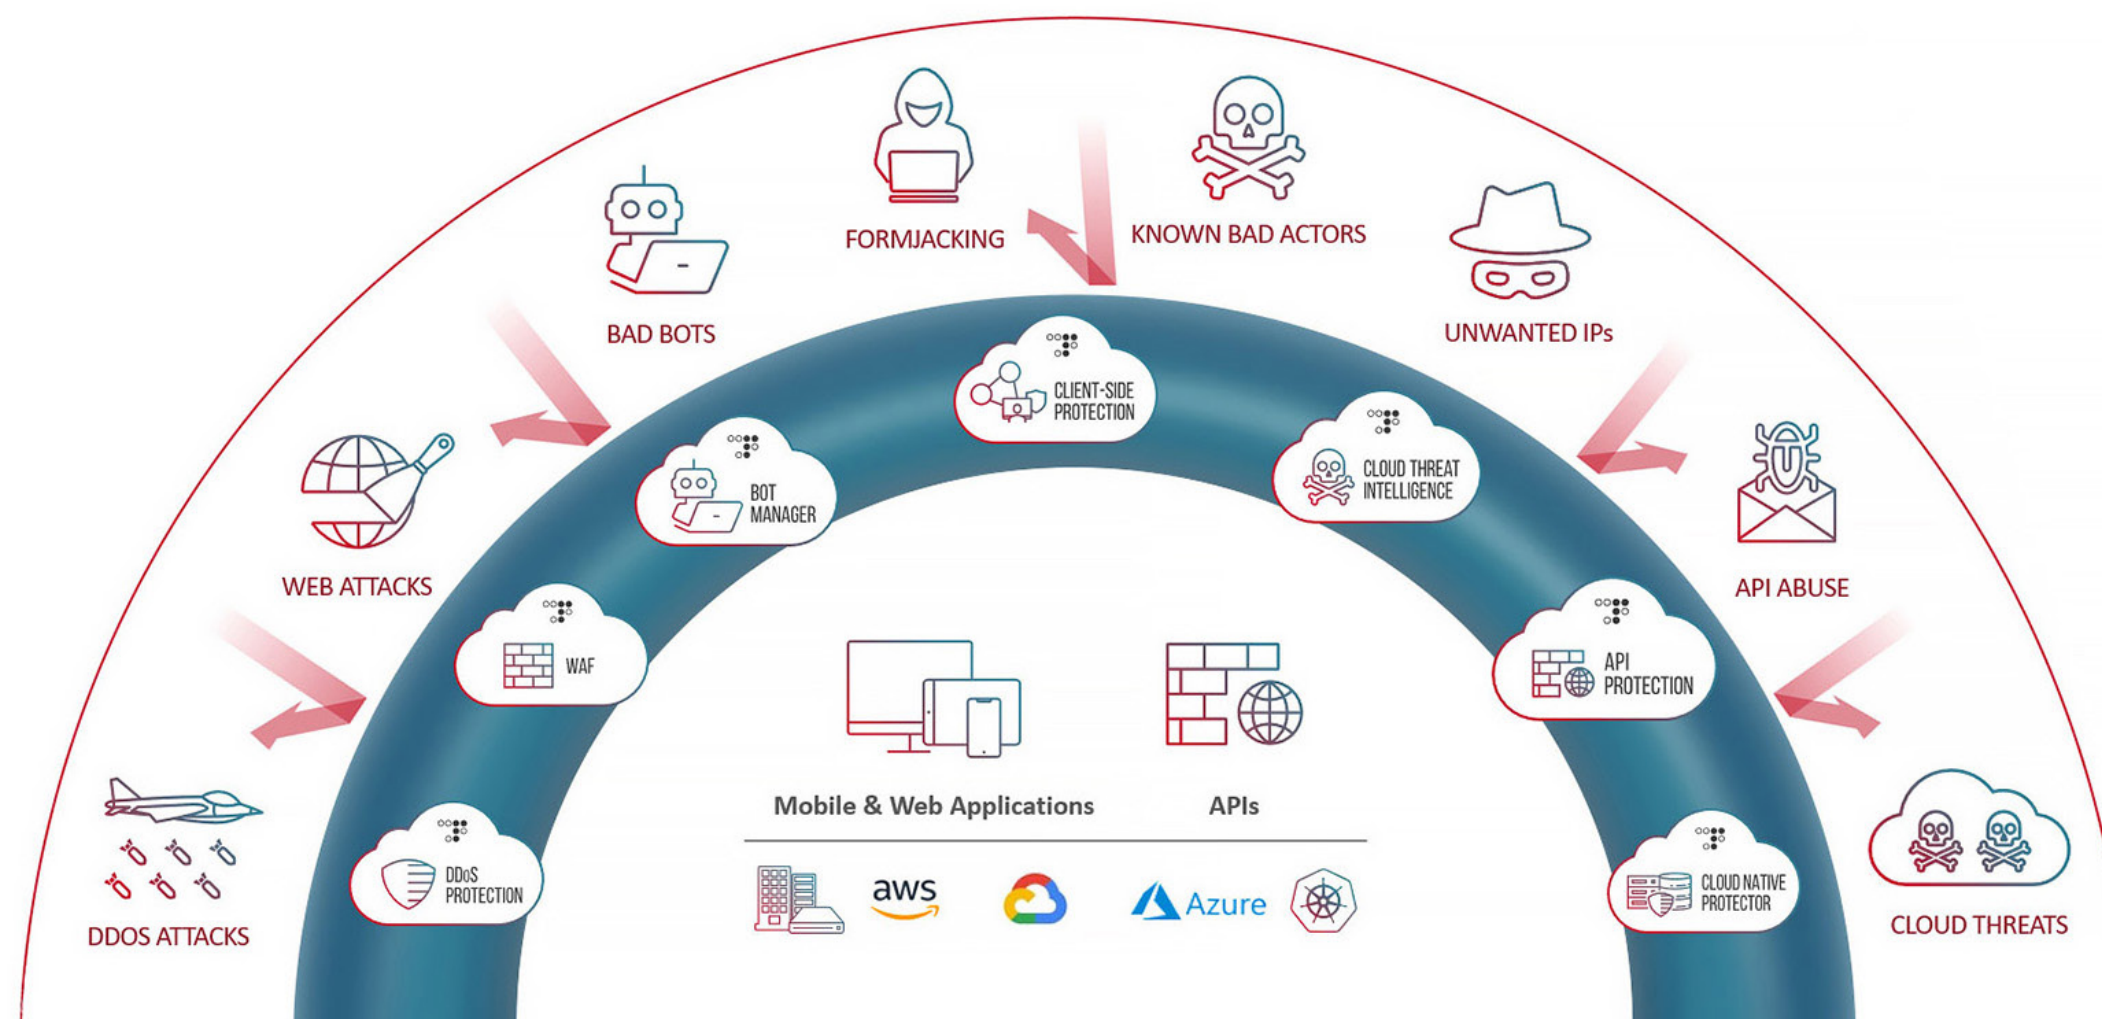 FORMJACKING
KNOWN BAD ACTORS
BAD BOTS
UNWANTED IPs
CLIENT-SIDE
PROTECTION
CLOUD THREAT
INTELLIGENCE
BOT
MANAGER
WEB ATTACKS
API ABUSE
WAF
API
PROTECTION
Mobile & Web Applications
APIs
DDoS
PROTECTION
aws
Azure
CLOUD NATIVE
PROTECTOR
DDOS ATTACKS
CLOUD THREATS